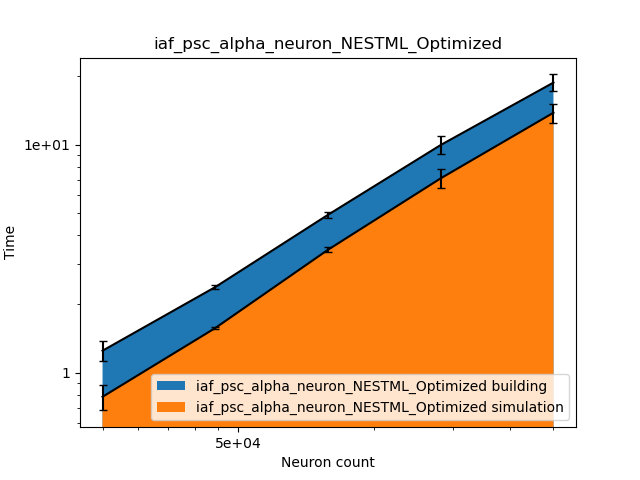 iaf_psc_alpha_neuron_NESTML_Optimized
1e+01
Time
1
iaf_psc_alpha_neuron_NESTML_Optimized building
iaf_psc_alpha_neuron_NESTML_Optimized simulation
5e+04
Neuron count